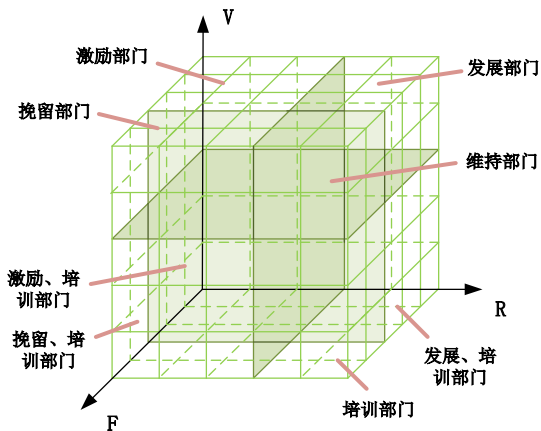 V
激励部门
发展部门
挽留部门
维持部门
激励、培
训部门
R
挽留、培
训部门
发展、培
训部门
培训部门
F